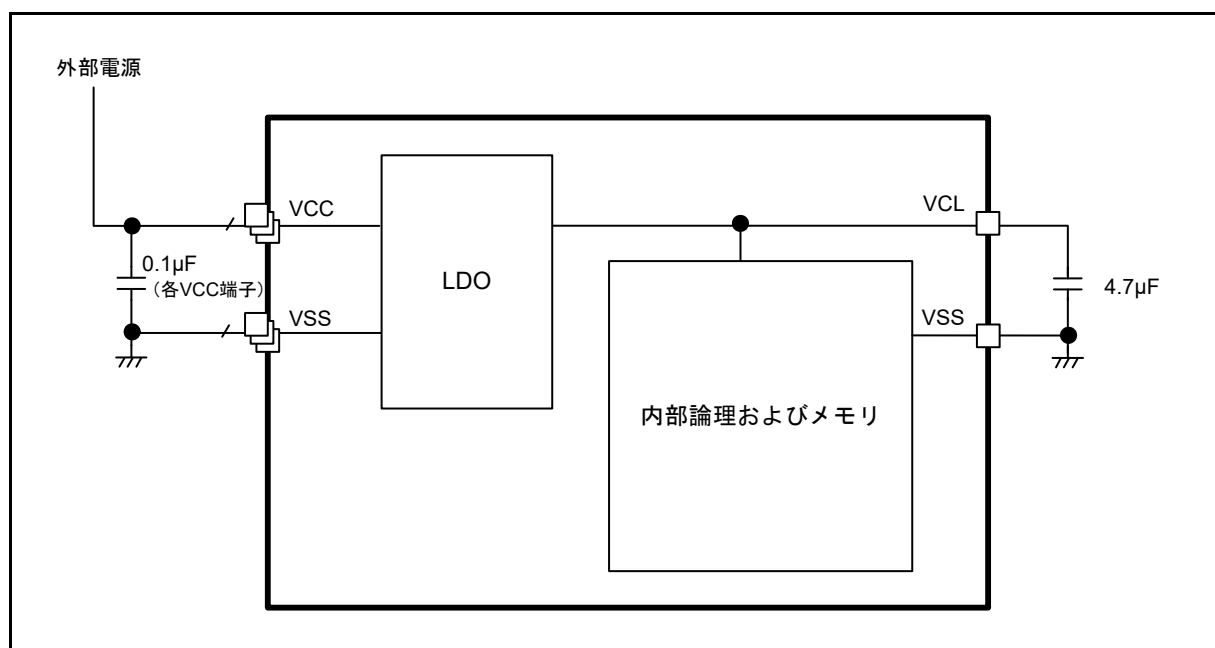 外部電源
VCC
VCL
0.1µF
（各VCC端子）
LDO
4.7µF
VSS
VSS
内部論理およびメモリ